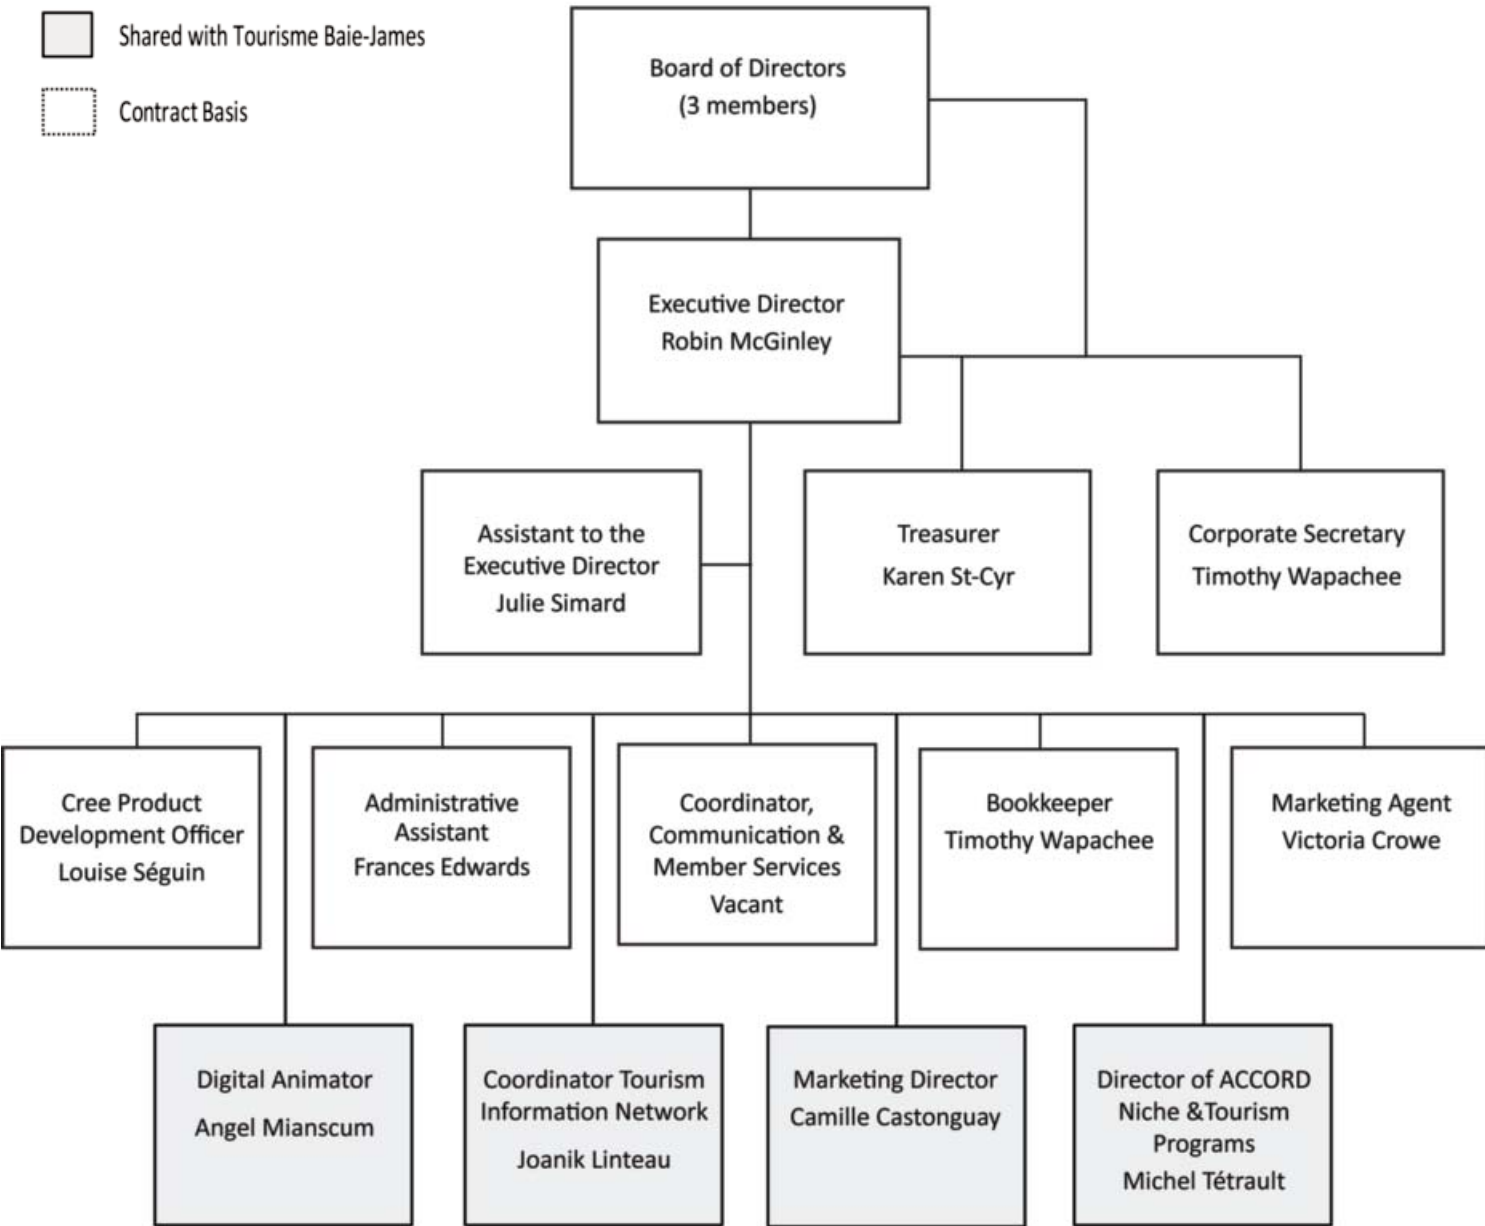 Shared with Tourisme Baie-James
Contract Basis
Board of Directors
(3 members)
Executive Director
Robin McGinley
Assistant to the
Executive Director
Julie Simard
Treasurer
Karen St-Cyr
Corporate Secretary
Timothy Wapachee
Cree Product
Development Officer
Louise Séguin
Administrative
Assistant
Frances Edwards
Coordinator,
Communication &
Member Services
Vacant
Bookkeeper
Timothy Wapachee
Marketing Agent
Victoria Crowe
Digital Animator
Angel Mianscum
Coordinator Tourism
Information Network
Joanik Linteau
Marketing Director
Camille Castonguay
Director of ACCORD
Niche &Tourism
Programs
Michel Tétrault